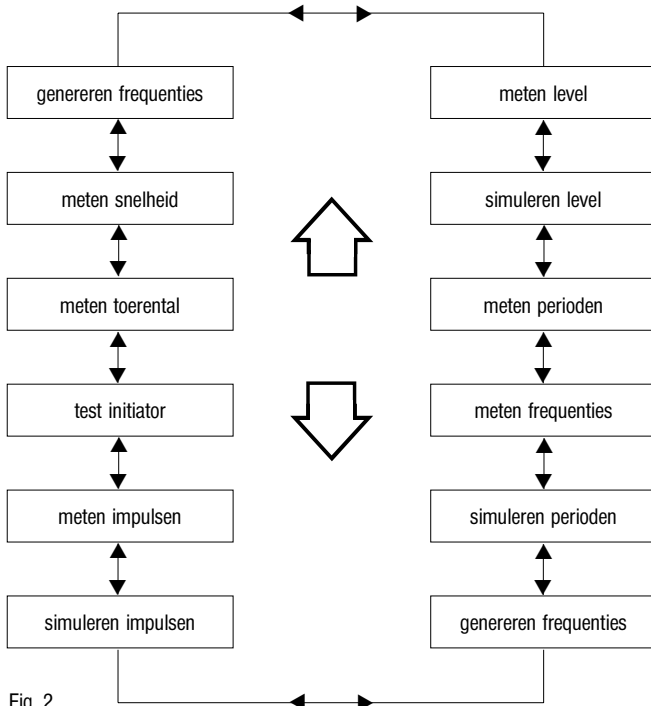 genereren frequenties
meten snelheid
meten toerental
test initiator
meten impulsen
simuleren impulsen
meten level
simuleren level
meten perioden
meten frequenties
simuleren perioden
genereren frequenties
Fig. 2